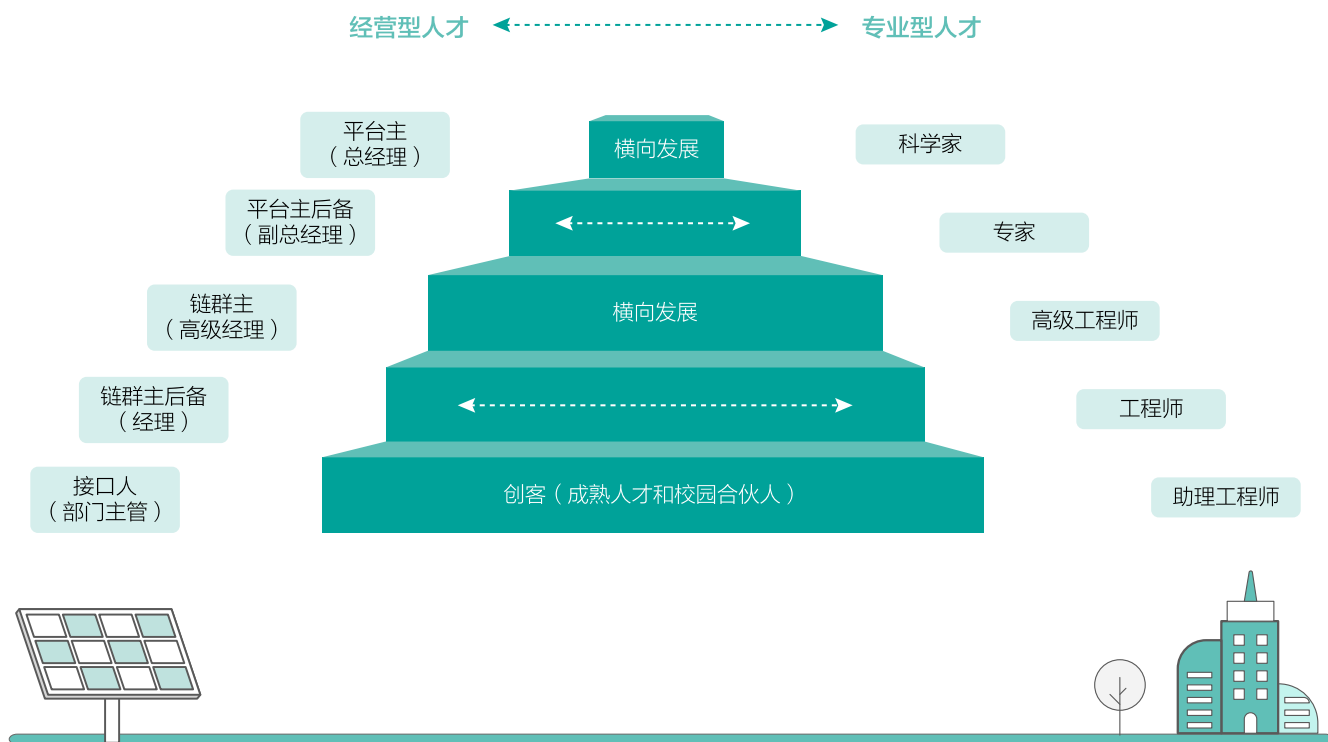 经营型人才
专业型人才
平台主
（总经理）
横向发展
科学家
平台主后备
（副总经理）
专家
链群主
（高级经理）
横向发展
高级工程师
链群主后备
（经理）
工程师
接口人
（部门主管）
创客（成熟人才和校园合伙人）
助理工程师